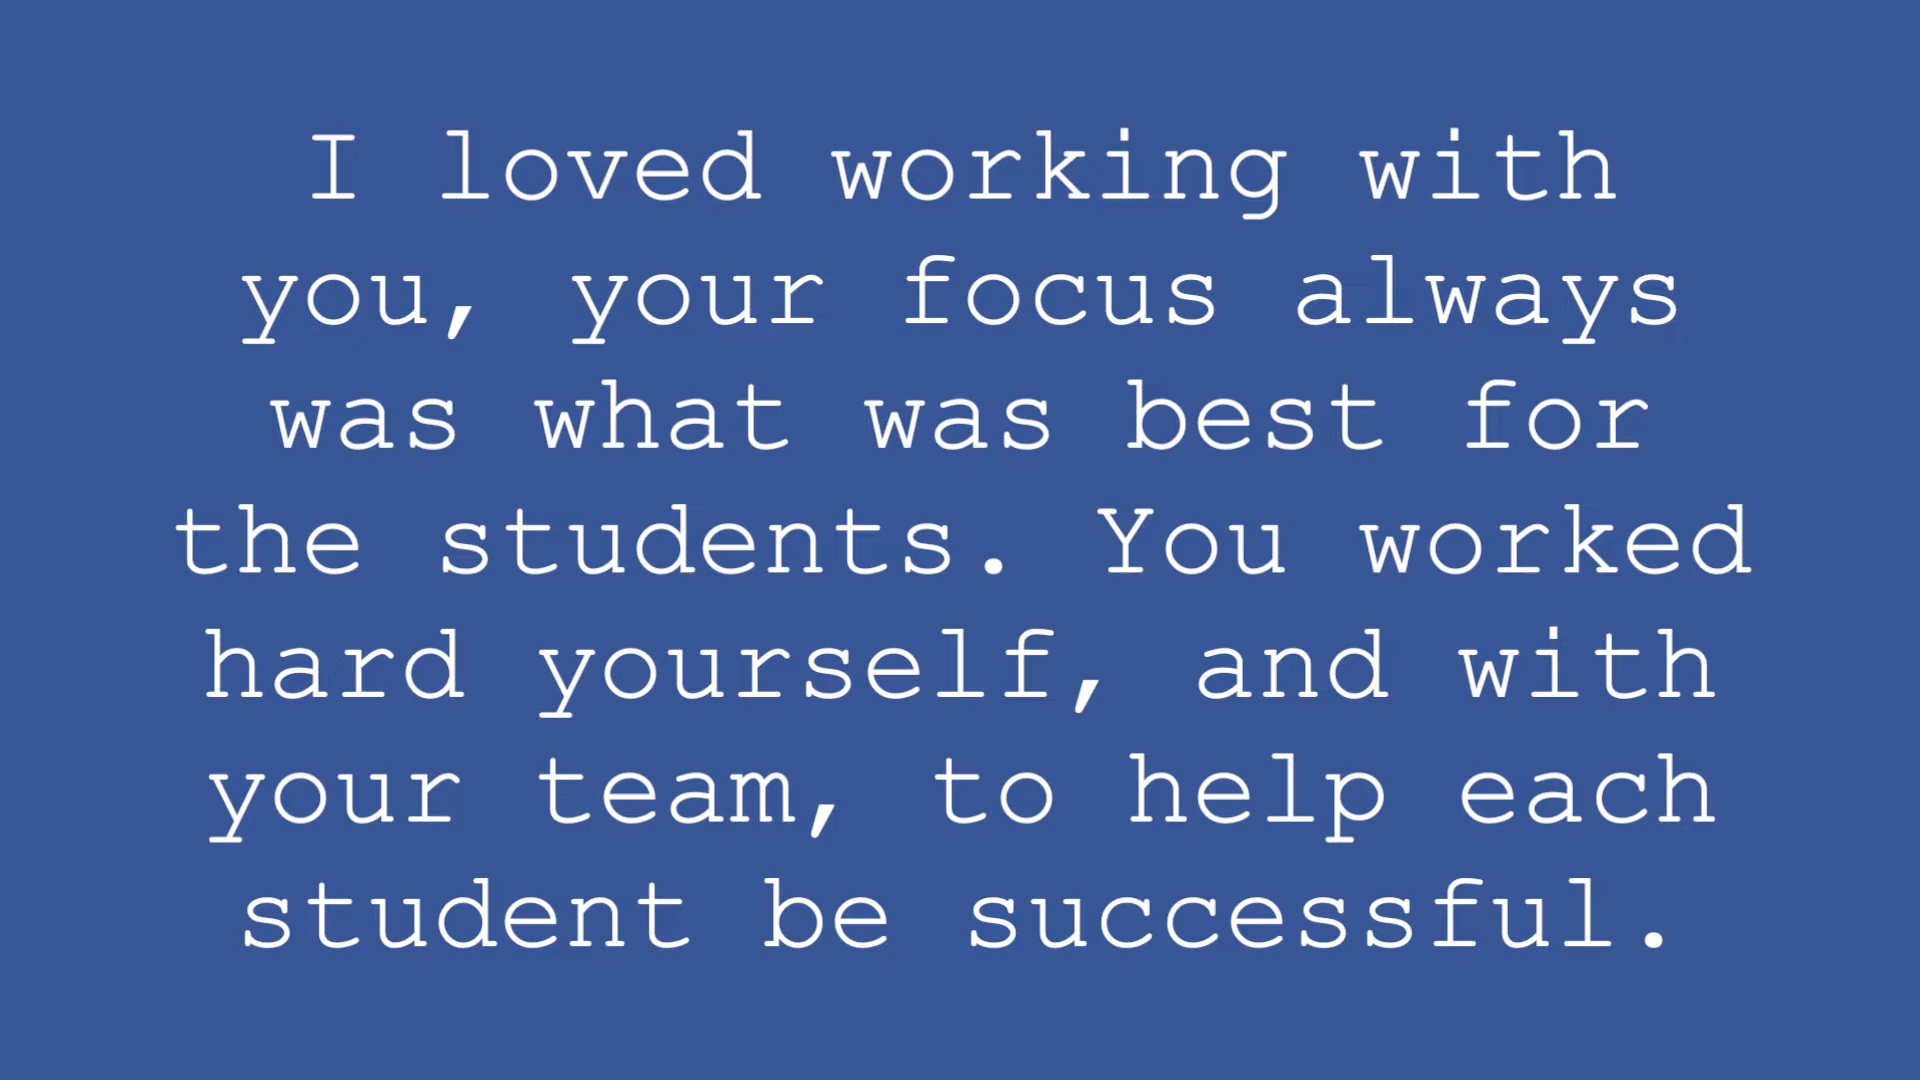 I loved working with
you, your focus always
was what was best for
the students. You worked
hard yourself, and with
your team, to help each
student be successful.